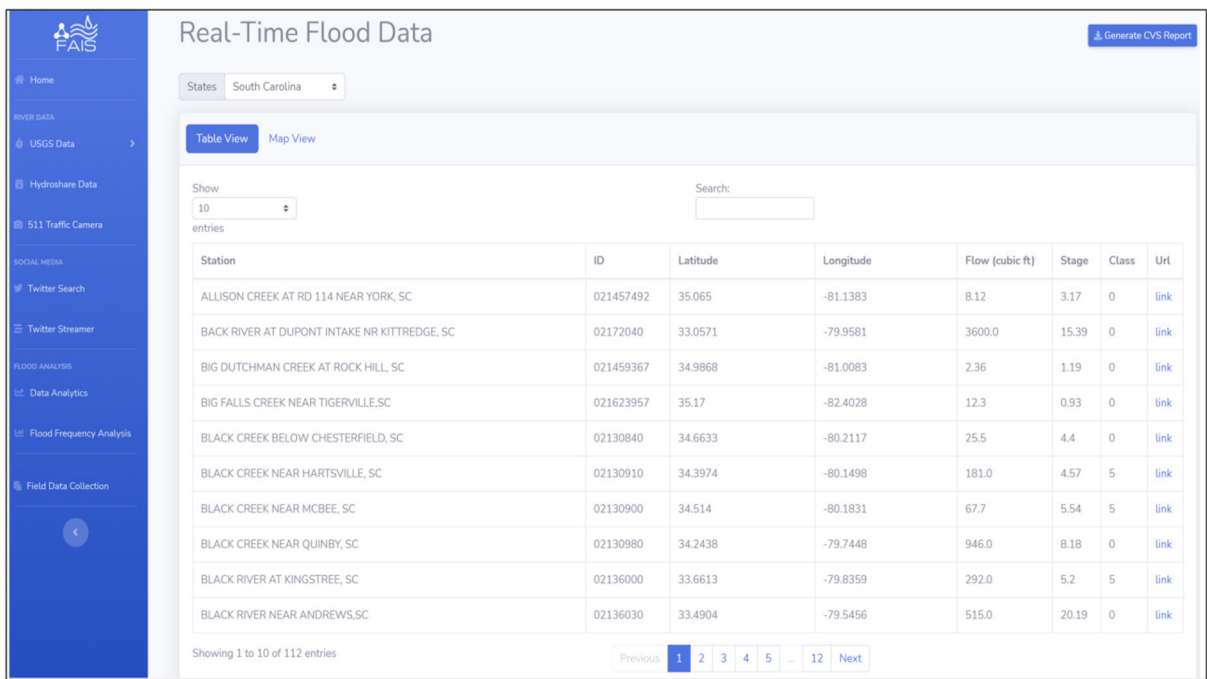 FAIS
Home
RIVER DATA
USGS Data
Hydroshare Data
511 Traffic Camera
SOCIAL MEDIA
Twitter Search
Twitter Streamer
FLOOD ANALYSIS
Data Analytics
Flood Frequency Analysis
Field Data Collection
Real-Time Flood Data
Generate CVS Report
States South Carolina
Table View Map View
Show
10
entries
Search:
Station ID Latitude Longitude Flow (cubic ft) Stage Class Url
ALLISON CREEK AT RD 114 NEAR YORK, SC 021457492 35.065 -81.1383 8.12 3.17 0 link
BACK RIVER AT DUPONT INTAKE NR KITTREDGE, SC 02172040 33.0571 -79.9581 3600.0 15.39 0 link
BIG DUTCHMAN CREEK AT ROCK HILL, SC 021459367 34.9868 -81.0083 2.36 1.19 0 link
BIG FALLS CREEK NEAR TIGERVILLE,SC 021623957 35.17 -82.4028 12.3 0.93 0 link
BLACK CREEK BELOW CHESTERFIELD, SC 02130840 34.6633 -80.2117 25.5 4.4 0 link
BLACK CREEK NEAR HARTSVILLE, SC 02130910 34.3974 -80.1498 181.0 4.57 5 link
BLACK CREEK NEAR MCBEE, SC 02130900 34.514 -80.1831 67.7 5.54 5 link
BLACK CREEK NEAR QUINBY, SC 02130980 34.2438 -79.7448 946.0 8.18 0 link
BLACK RIVER AT KINGSTREE, SC 02136000 33.6613 -79.8359 292.0 5.2 5 link
BLACK RIVER NEAR ANDREWS,SC 02136030 33.4904 -79.5456 515.0 20.19 0 link
Showing 1 to 10 of 112 entries
Previous 1 2 3 4 5 ... 12 Next